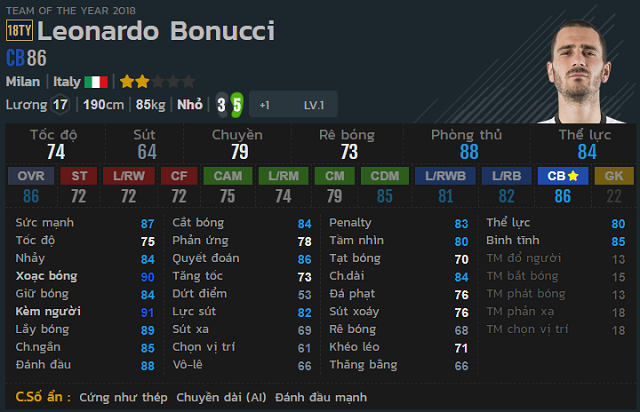 TEAM OF THE YEAR 2018
18TY Leonardo Bonucci
CB 86
Milan | Italy
Lương 17 | 190cm | 85kg | Nhỏ | 3 5 +1 LV.1
Tốc độ Sút Chuyền Rê bóng Phòng thủ Thể lực
74 64 79 73 88 84
OVR ST L/RW CF CAM L/RM CM CDM L/RWB L/RB CB GK
86 72 72 72 75 74 79 85 81 82 86 22
Sức mạnh 87 Cắt bóng 84 Penalty 83 Thể lực 80
Tốc độ 75 Phản ứng 78 Tầm nhìn 80 Bình tĩnh 85
Nhảy 84 Quyết đoán 86 Tạt bóng 70 TM đổ người 13
Xoạc bóng 90 Tăng tốc 73 Ch.dài 84 TM bắt bóng 15
Giữ bóng 84 Dứt điểm 53 Đá phạt 76 TM phát bóng 13
Kèm người 91 Lực sút 82 Sút xoáy 76 TM phản xạ 18
Lấy bóng 89 Sút xa 69 Rê bóng 68 TM chọn vị trí 18
Ch.ngắn 85 Chọn vị trí 61 Khéo léo 71
Đánh đầu 88 Vô-lê 66 Thăng bằng 66
C.Số ẩn : Cứng như thép Chuyền dài (AI) Đánh đầu mạnh